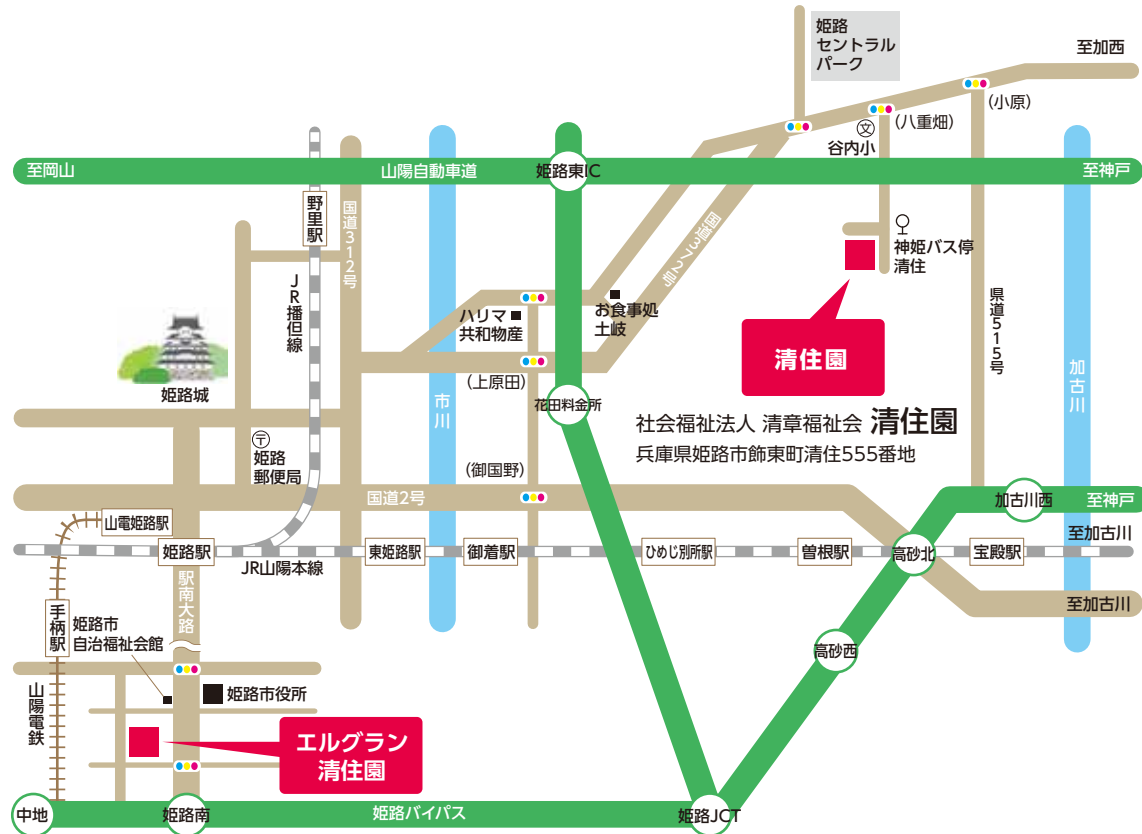 姫路
セントラル
パーク
至加西
(小原)
(八重畑)
文
谷内小
至岡山
山陽自動車道
姫路東IC
至神戸
野里駅
国道312号
国道372号
神姫バス停
清住
JR播但線
県道515号
お食事処
土岐
ハリマ
共和物産
清住園
加古川
市川
(上原田)
姫路城
花田料金所
社会福祉法人 清章福祉会 清住園
兵庫県姫路市飾東町清住555番地
〒
姫路
郵便局
(御国野)
国道2号
加古川西
至神戸
山電姫路駅
至加古川
姫路駅
JR山陽本線
東姫路駅
御着駅
ひめじ別所駅
曽根駅
高砂北
宝殿駅
駅南大路
至加古川
手柄駅
姫路市
自治福祉会館
高砂西
山陽電鉄
姫路市役所
エルグラン
清住園
中地
姫路南
姫路バイパス
姫路JCT